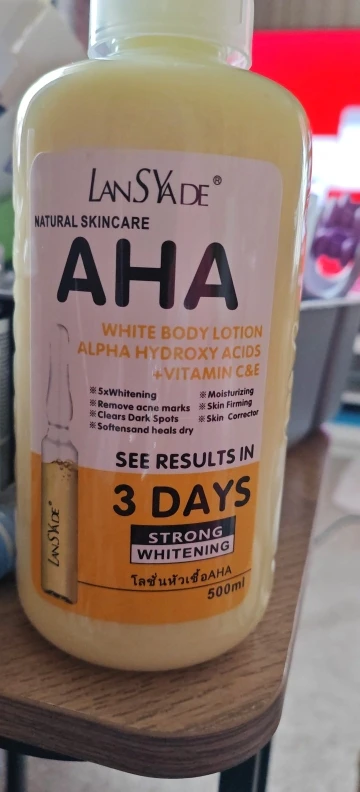 LANSYADE®
NATURAL SKINCARE
AHA
WHITE BODY LOTION
ALPHA HYDROXY ACIDS
+VITAMIN C&E
※5xWhitening
※Remove acne marks
※Clears Dark Spots
※Softensand heals dry
※Moisturizing
※Skin Firming
※Skin Corrector
SEE RESULTS IN
3 DAYS
STRONG
WHITENING
LANSYADE®
โลชั่นหัวเชื้อAHA
500ml